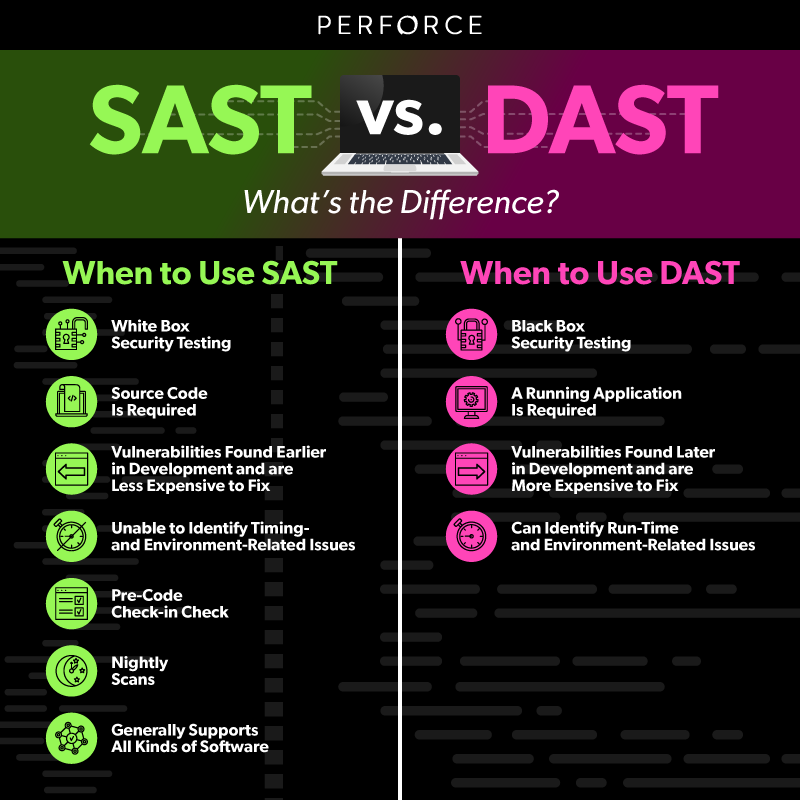 PERFORCE
SAST vs. DAST
What's the Difference?
When to Use SAST
White Box
Security Testing
Source Code
Is Required
Vulnerabilities Found Earlier
in Development and are
Less Expensive to Fix
Unable to Identify Timing-
and Environment-Related Issues
Pre-Code
Check-in Check
Nightly
Scans
Generally Supports
All Kinds of Software
When to Use DAST
Black Box
Security Testing
A Running Application
Is Required
Vulnerabilities Found Later
in Development and are
More Expensive to Fix
Can Identify Run-Time
and Environment-Related Issues